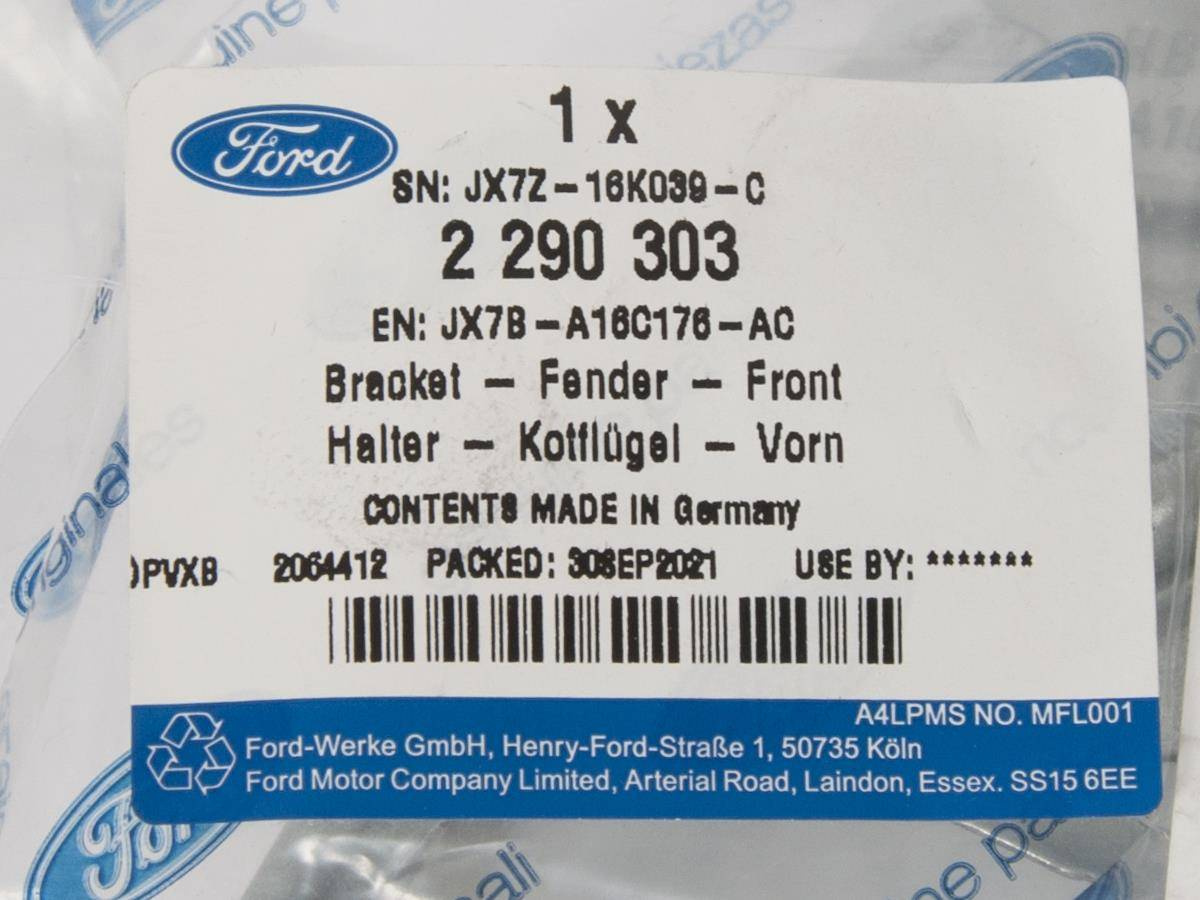 Ford
1 x
SN: JX7Z-16K039-C
2 290 303
EN: JX7B-A16C176-AC
Bracket - Fender - Front
Halter - Kotflügel - Vorn
CONTENTS MADE IN Germany
PVXB 2064412 PACKED: 30SEP2021 USE BY: *******
A4LPMS NO. MFL001
Ford-Werke GmbH, Henry-Ford-Straße 1, 50735 Köln
Ford Motor Company Limited, Arterial Road, Laindon, Essex. SS15 6EE
Ford